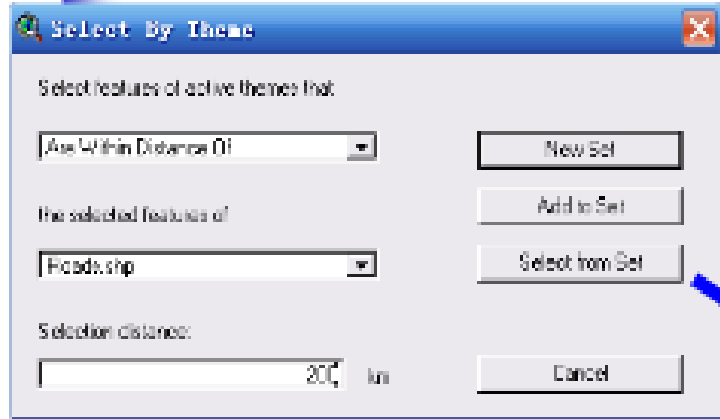 Select By Theme
Select features of active themes that
Are Within Distance Of
New Set
Add to Set
the selected features of
Roads.shp
Select from Set
Selection distance:
200 km
Cancel